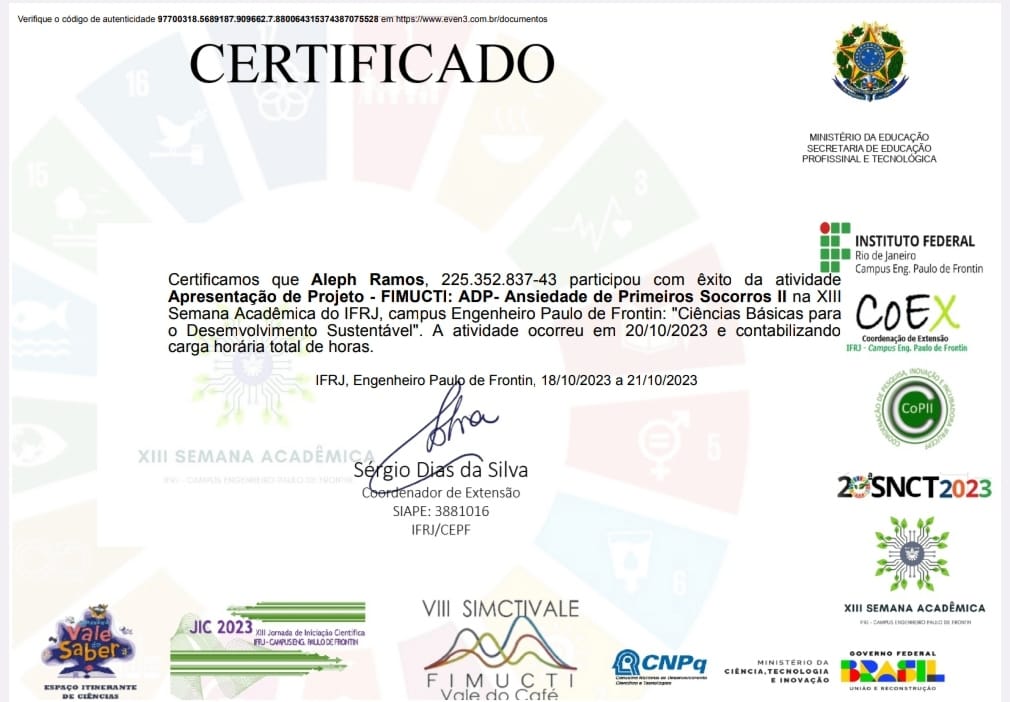 Verifique o código de autenticidade 97700318.5689187.909662.7.880064315374387075528 em https://www.even3.com.br/documentos
CERTIFICADO
MINISTÉRIO DA EDUCAÇÃO
SECRETARIA DE EDUCAÇÃO
PROFISSINAL E TECNOLÓGICA
16
15
3
INSTITUTO FEDERAL
Rio de Janeiro
Campus Eng. Paulo de Frontin
Certificamos que Aleph Ramos, 225.352.837-43 participou com êxito da atividade
Apresentação de Projeto - FIMUCTI: ADP- Ansiedade de Primeiros Socorros II na XIII
Semana Acadêmica do IFRJ, campus Engenheiro Paulo de Frontin: "Ciências Básicas para
o Desenvolvimento Sustentável". A atividade ocorreu em 20/10/2023 e contabilizando
carga horária total de horas.
CoEX
Coordenação de Extensão
IFRJ - Campus Eng. Paulo de Frontin
IFRJ, Engenheiro Paulo de Frontin, 18/10/2023 a 21/10/2023
CoPII
5
XIII SEMANA ACADÊMICA
IFRJ - CAMPUS ENGENHEIRO PAULO DE FRONTIN
Sérgio Dias da Silva
Coordenador de Extensão
SIAPE: 3881016
IFRJ/CEPF
SNCT2023
6
XIII SEMANA ACADÊMICA
IFRJ - CAMPUS ENGENHEIRO PAULO DE FRONTIN
Vale
Saber
ESPAÇO ITINERANTE
DE CIÊNCIAS
JIC 2023
XIII Jornada de Iniciação Científica
IFRJ - CAMPUS ENG. PAULO DE FRONTIN
VIII SIMCTIVALE
FIMUCTI
Vale do Café
CNPq
Conselho Nacional de Desenvolvimento
Científico e Tecnológico
MINISTÉRIO DA
CIÊNCIA, TECNOLOGIA
E INOVAÇÃO
GOVERNO FEDERAL
BRASIL
UNIÃO E RECONSTRUÇÃO